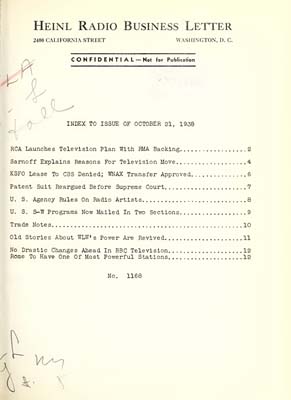 HEINL RADIO BUSINESS LETTER
2400 CALIFORNIA STREET WASHINGTON, D. C.
CONFIDENTIAL—Not for Publication
INDEX TO ISSUE OF OCTOBER 21, 1938
RCA Launches Television Plan With RMA Backing....................2
Sarnoff Explains Reasons For Television Move.....................4
KSFO Lease To CBS Denied; WNAX Transfer Approved.................6
Patent Suit Reargued Before Supreme Court........................7
U. S. Agency Rules On Radio Artists..............................8
U. S. S-W Programs Now Mailed In Two Sections....................9
Trade Notes.....................................................10
Old Stories About WLW's Power Are Revived.......................11
No Drastic Changes Ahead In BBC Television......................12
Rome To Have One Of Most Powerful Stations......................12
No. 1168